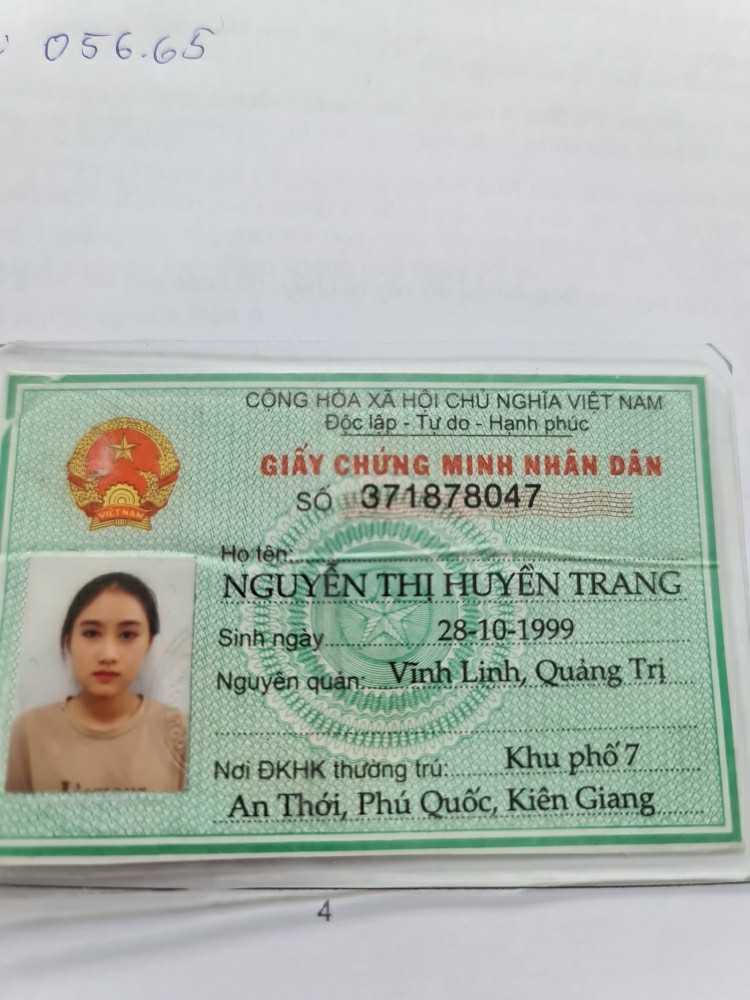 056.65
CỘNG HÒA XÃ HỘI CHỦ NGHĨA VIỆT NAM
Độc lập - Tự do - Hạnh phúc
GIẤY CHỨNG MINH NHÂN DÂN
SỐ 371878047
VIỆT NAM
Họ tên:
NGUYỄN THỊ HUYỀN TRANG
Sinh ngày 28-10-1999
Nguyên quán: Vĩnh Linh, Quảng Trị
Nơi ĐKHK thường trú: Khu phố 7
An Thới, Phú Quốc, Kiên Giang
4